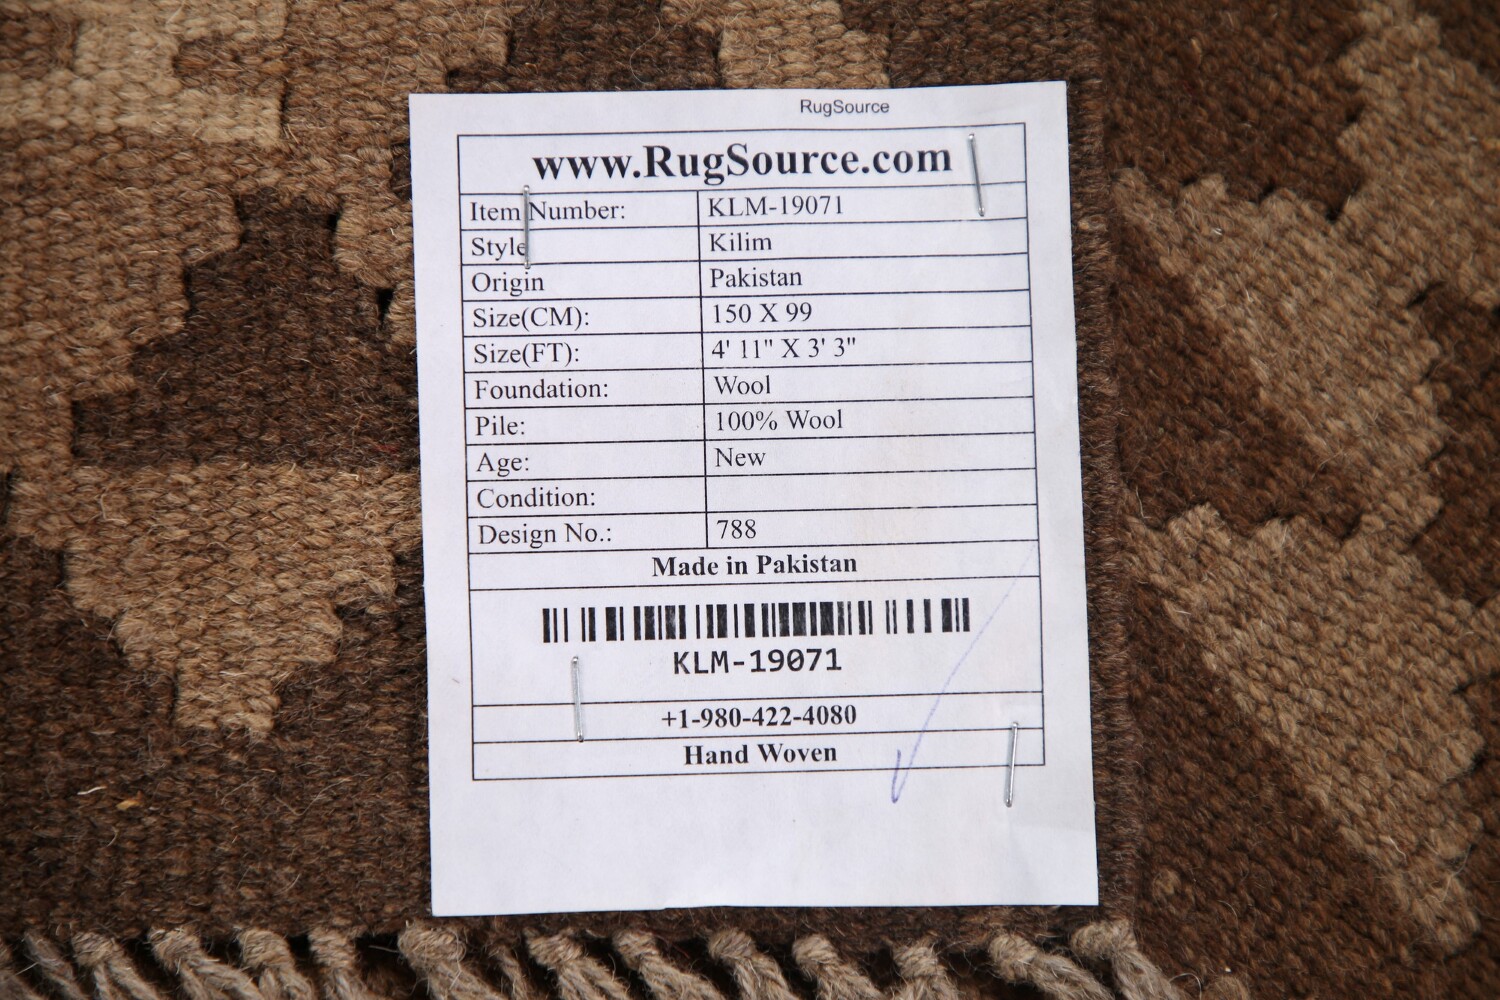 RugSource
www.RugSource.com
Item Number: KLM-19071
Style Kilim
Origin Pakistan
Size(CM): 150 X 99
Size(FT): 4' 11" X 3' 3"
Foundation: Wool
Pile: 100% Wool
Age: New
Condition:
Design No.: 788
Made in Pakistan
KLM-19071
+1-980-422-4080
Hand Woven